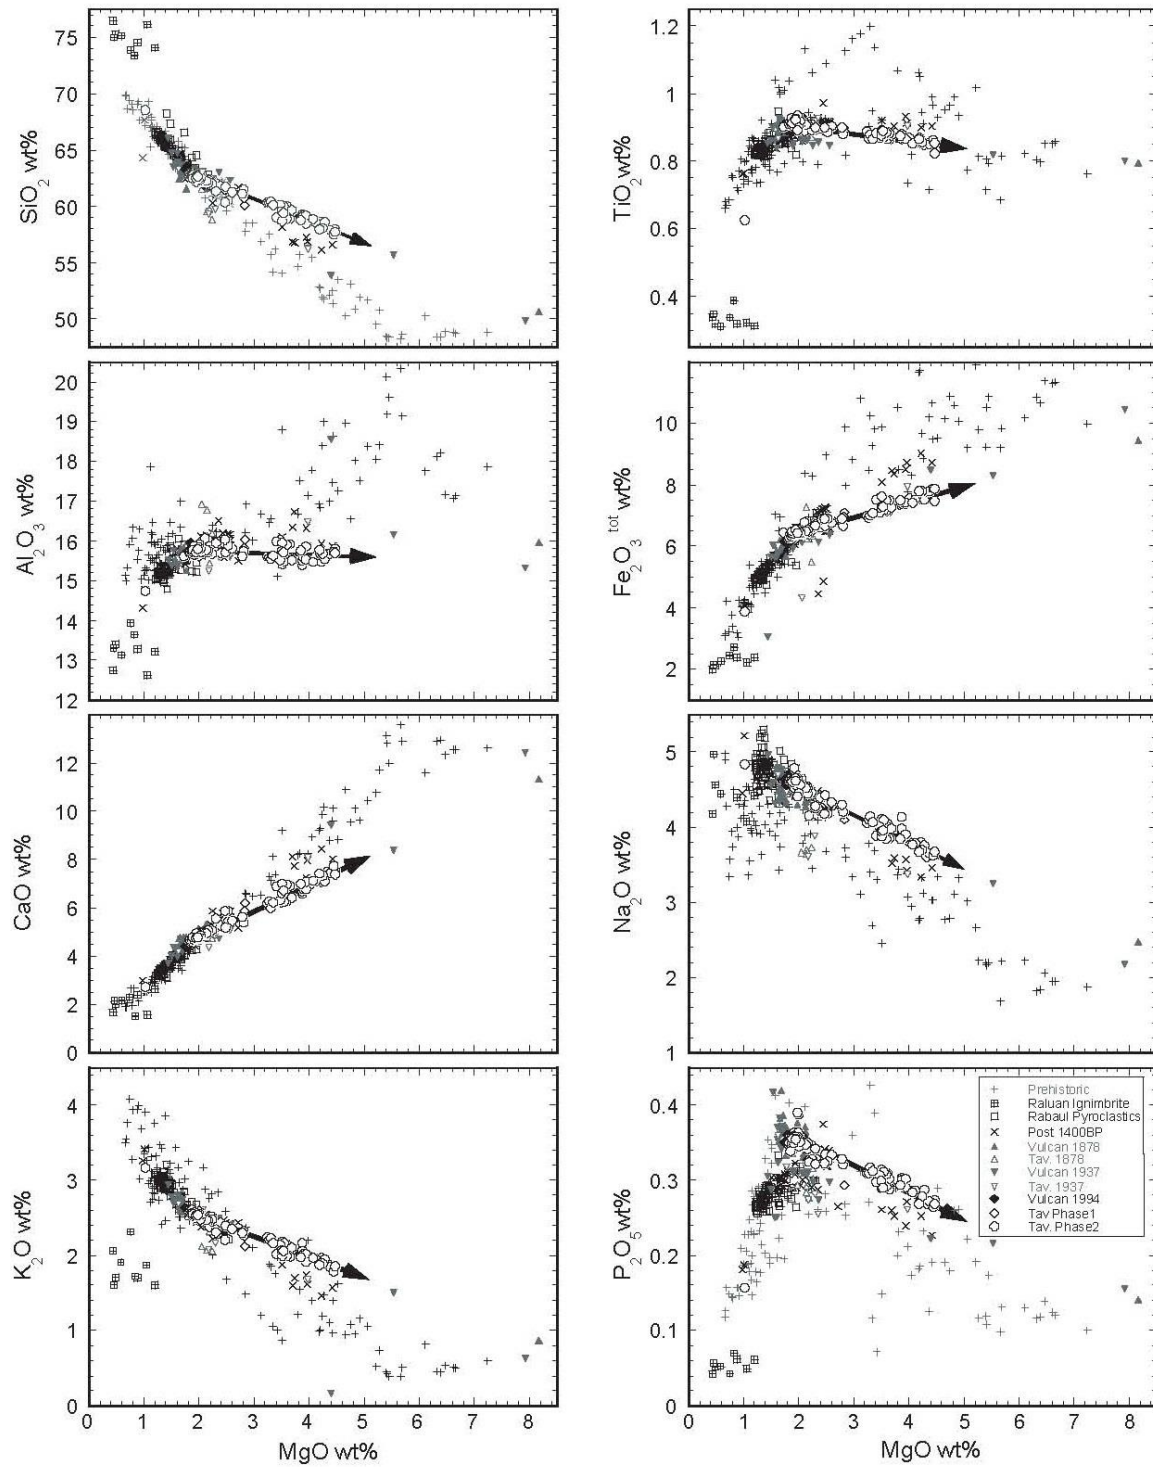 SiO2 wt%
75
70
65
60
55
50
TiO2 wt%
1.2
1.0
0.8
0.6
0.4
Al2O3 wt%
20
19
18
17
16
15
14
13
12
Fe2O3 tot wt%
10
8
6
4
2
CaO wt%
12
10
8
6
4
2
0
Na2O wt%
5
4
3
2
1
K2O wt%
4
3
2
1
0
0 1 2 3 4 5 6 7 8
MgO wt%
P2O5 wt%
0.4
0.3
0.2
0.1
0
Prehistoric
Raluan Ignimbrite
Rabaul Pyroclastics
Post 1400BP
Vulcan 1878
Tav. 1878
Vulcan 1937
Tav. 1937
Vulcan 1994
Tav Phase1
Tav. Phase2
0 1 2 3 4 5 6 7 8
MgO wt%